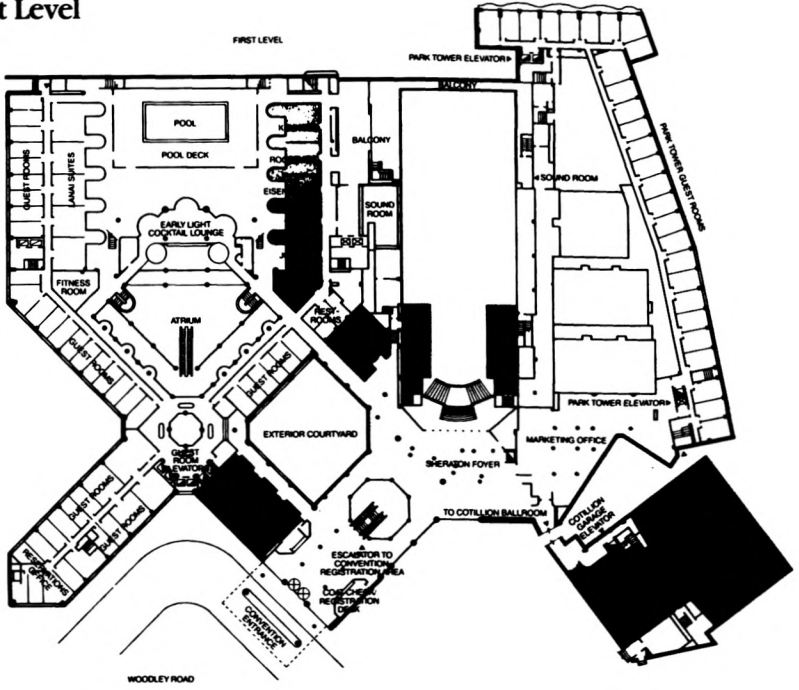 t Level
FIRST LEVEL
PARK TOWER ELEVATOR
BALCONY
POOL
POOL DECK
BALCONY
GUEST ROOMS
LANAI SUITES
SOUND ROOM
PARK TOWER GUEST ROOMS
EISEN
SOUND
ROOM
EARLY LIGHT
COCKTAIL LOUNGE
FITNESS
ROOM
ATRIUM
REST-
ROOMS
GUEST ROOMS
GUEST ROOMS
PARK TOWER ELEVATOR
EXTERIOR COURTYARD
MARKETING OFFICE
GUEST
ROOM
ELEVATOR
SHERATON FOYER
GUEST ROOMS
GUEST ROOMS
TO COTILLION BALLROOM
COTILLION
GARAGE
ELEVATOR
RESERVATIONS
OFFICE
ESCALATOR TO
CONVENTION
REGISTRATION AREA
COAT CHECK/
REGISTRATION
DESK
CONVENTION
ENTRANCE
WOODLEY ROAD